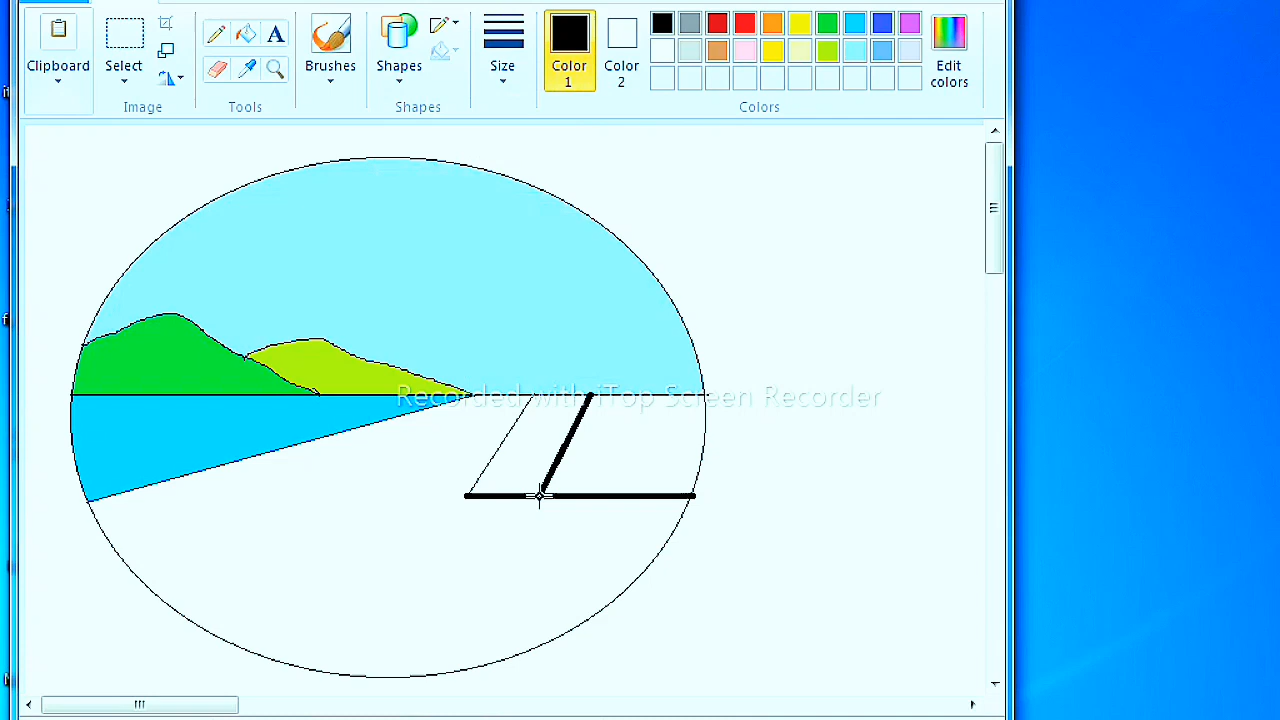 Clipboard
Select
Brushes
Shapes
Size
Color 1
Color 2
Edit colors
Image
Tools
Shapes
Colors
A
Recorded with iTop Screen Recorder